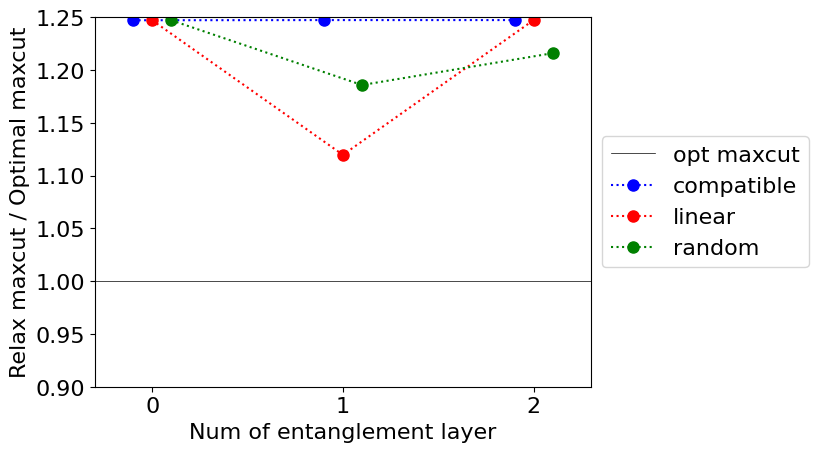 Relax maxcut / Optimal maxcut
1.25
1.20
1.15
1.10
1.05
1.00
0.95
0.90
0
1
2
Num of entanglement layer
opt maxcut
compatible
linear
random